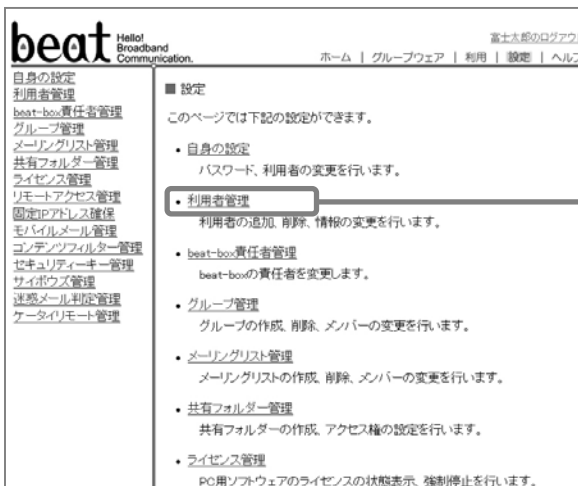 beat Hello!
Broadband
Communication.
富士太郎のログアウ
ホーム | グループウェア | 利用 | 設定 | ヘル
自身の設定
利用者管理
beat-box責任者管理
グループ管理
メーリングリスト管理
共有フォルダー管理
ライセンス管理
リモートアクセス管理
固定IPアドレス確保
モバイルメール管理
コンテンツフィルター管理
セキュリティーキー管理
サイボウズ管理
迷惑メール判定管理
ケータイリモート管理
■ 設定
このページでは下記の設定ができます。
• 自身の設定
パスワード、利用者の変更を行います。
• 利用者管理
利用者の追加、削除、情報の変更を行います。
• beat-box責任者管理
beat-boxの責任者を変更します。
• グループ管理
グループの作成、削除、メンバーの変更を行います。
• メーリングリスト管理
メーリングリストの作成、削除、メンバーの変更を行います。
• 共有フォルダー管理
共有フォルダーの作成、アクセス権の設定を行います。
• ライセンス管理
PC用ソフトウェアのライセンスの状態表示、強制停止を行います。